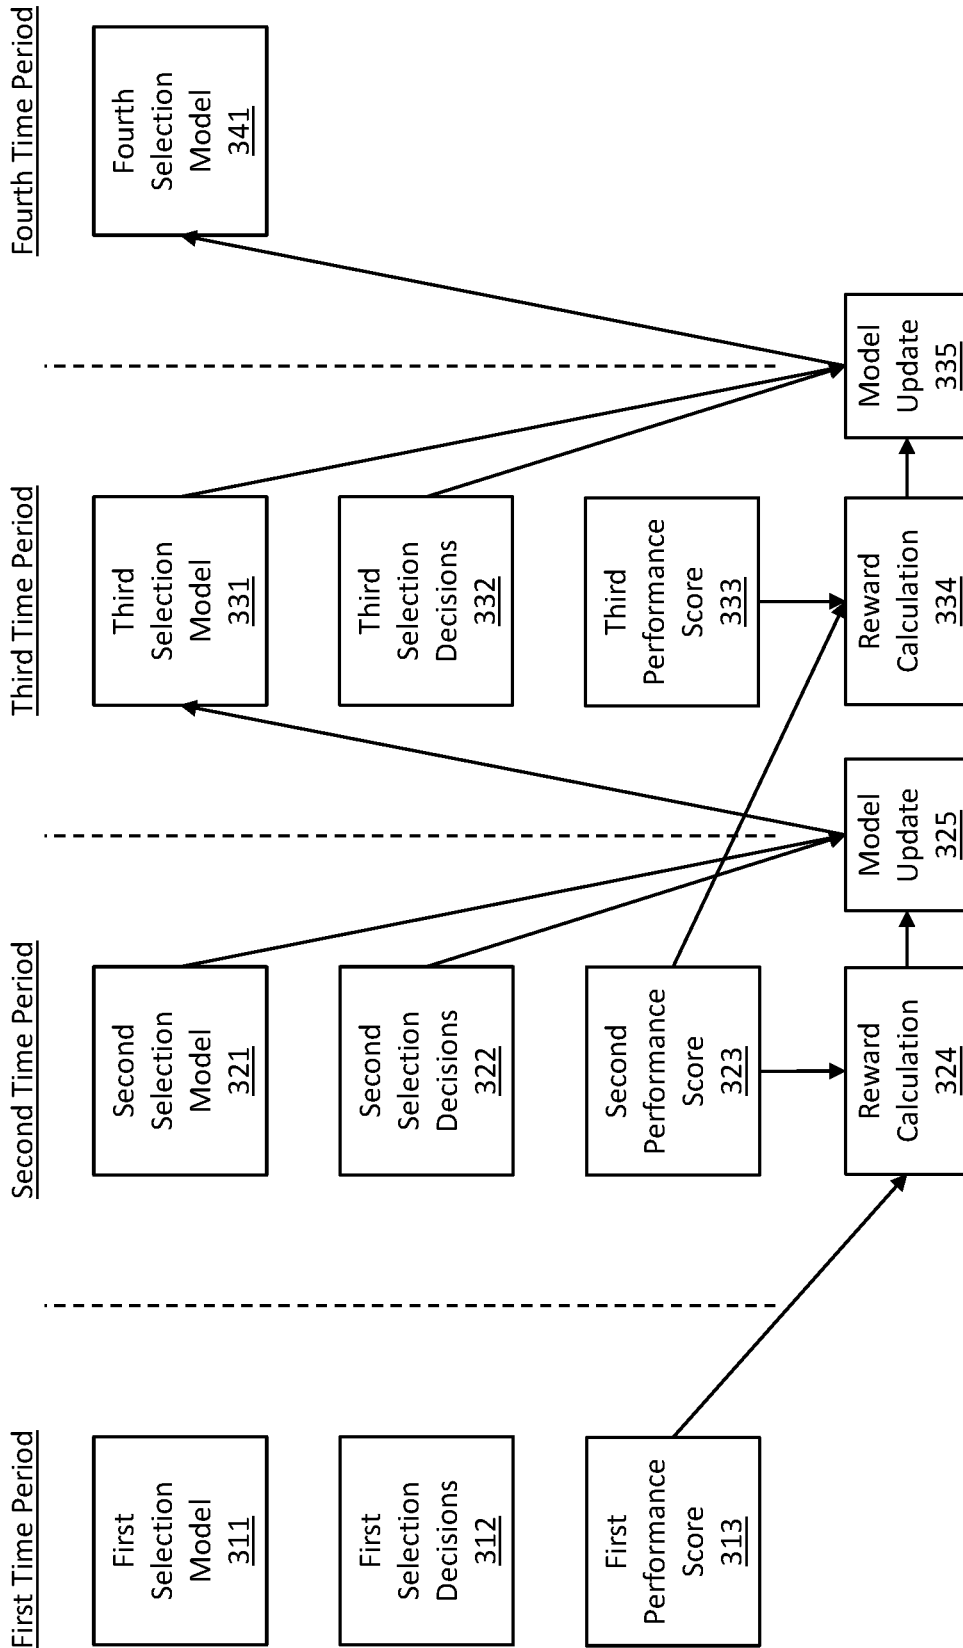 First Time Period
First
Selection
Model
311
First
Selection
Decisions
312
First
Performance
Score
313
Second Time Period
Second
Selection
Model
321
Second
Selection
Decisions
322
Second
Performance
Score
323
Reward
Calculation
324
Model
Update
325
Third Time Period
Third
Selection
Model
331
Third
Selection
Decisions
332
Third
Performance
Score
333
Reward
Calculation
334
Model
Update
335
Fourth Time Period
Fourth
Selection
Model
341